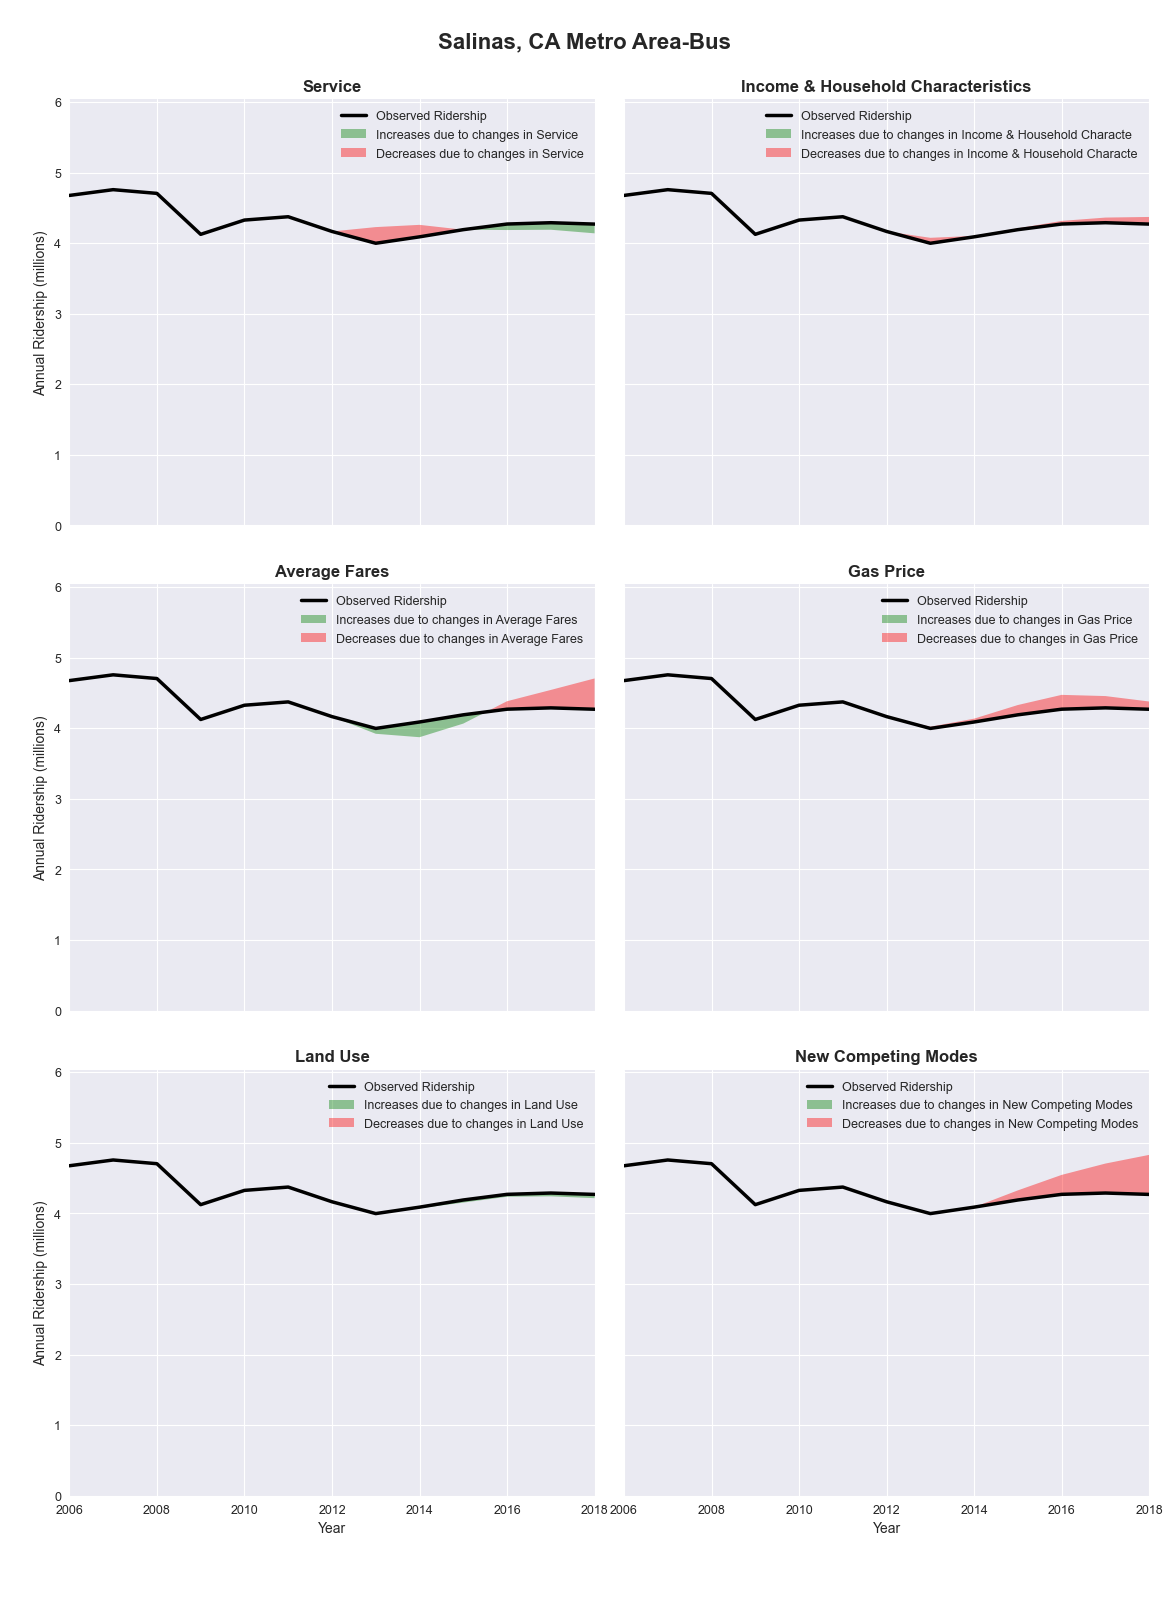 Salinas, CA Metro Area-Bus
Service
Observed Ridership
Increases due to changes in Service
Decreases due to changes in Service
Annual Ridership (millions)
6
5
4
3
2
1
0
Income & Household Characteristics
Observed Ridership
Increases due to changes in Income & Household Characte
Decreases due to changes in Income & Household Characte
Average Fares
Observed Ridership
Increases due to changes in Average Fares
Decreases due to changes in Average Fares
Annual Ridership (millions)
6
5
4
3
2
1
0
Gas Price
Observed Ridership
Increases due to changes in Gas Price
Decreases due to changes in Gas Price
Land Use
Observed Ridership
Increases due to changes in Land Use
Decreases due to changes in Land Use
Annual Ridership (millions)
6
5
4
3
2
1
0
2006 2008 2010 2012 2014 2016 2018
Year
New Competing Modes
Observed Ridership
Increases due to changes in New Competing Modes
Decreases due to changes in New Competing Modes
2006 2008 2010 2012 2014 2016 2018
Year